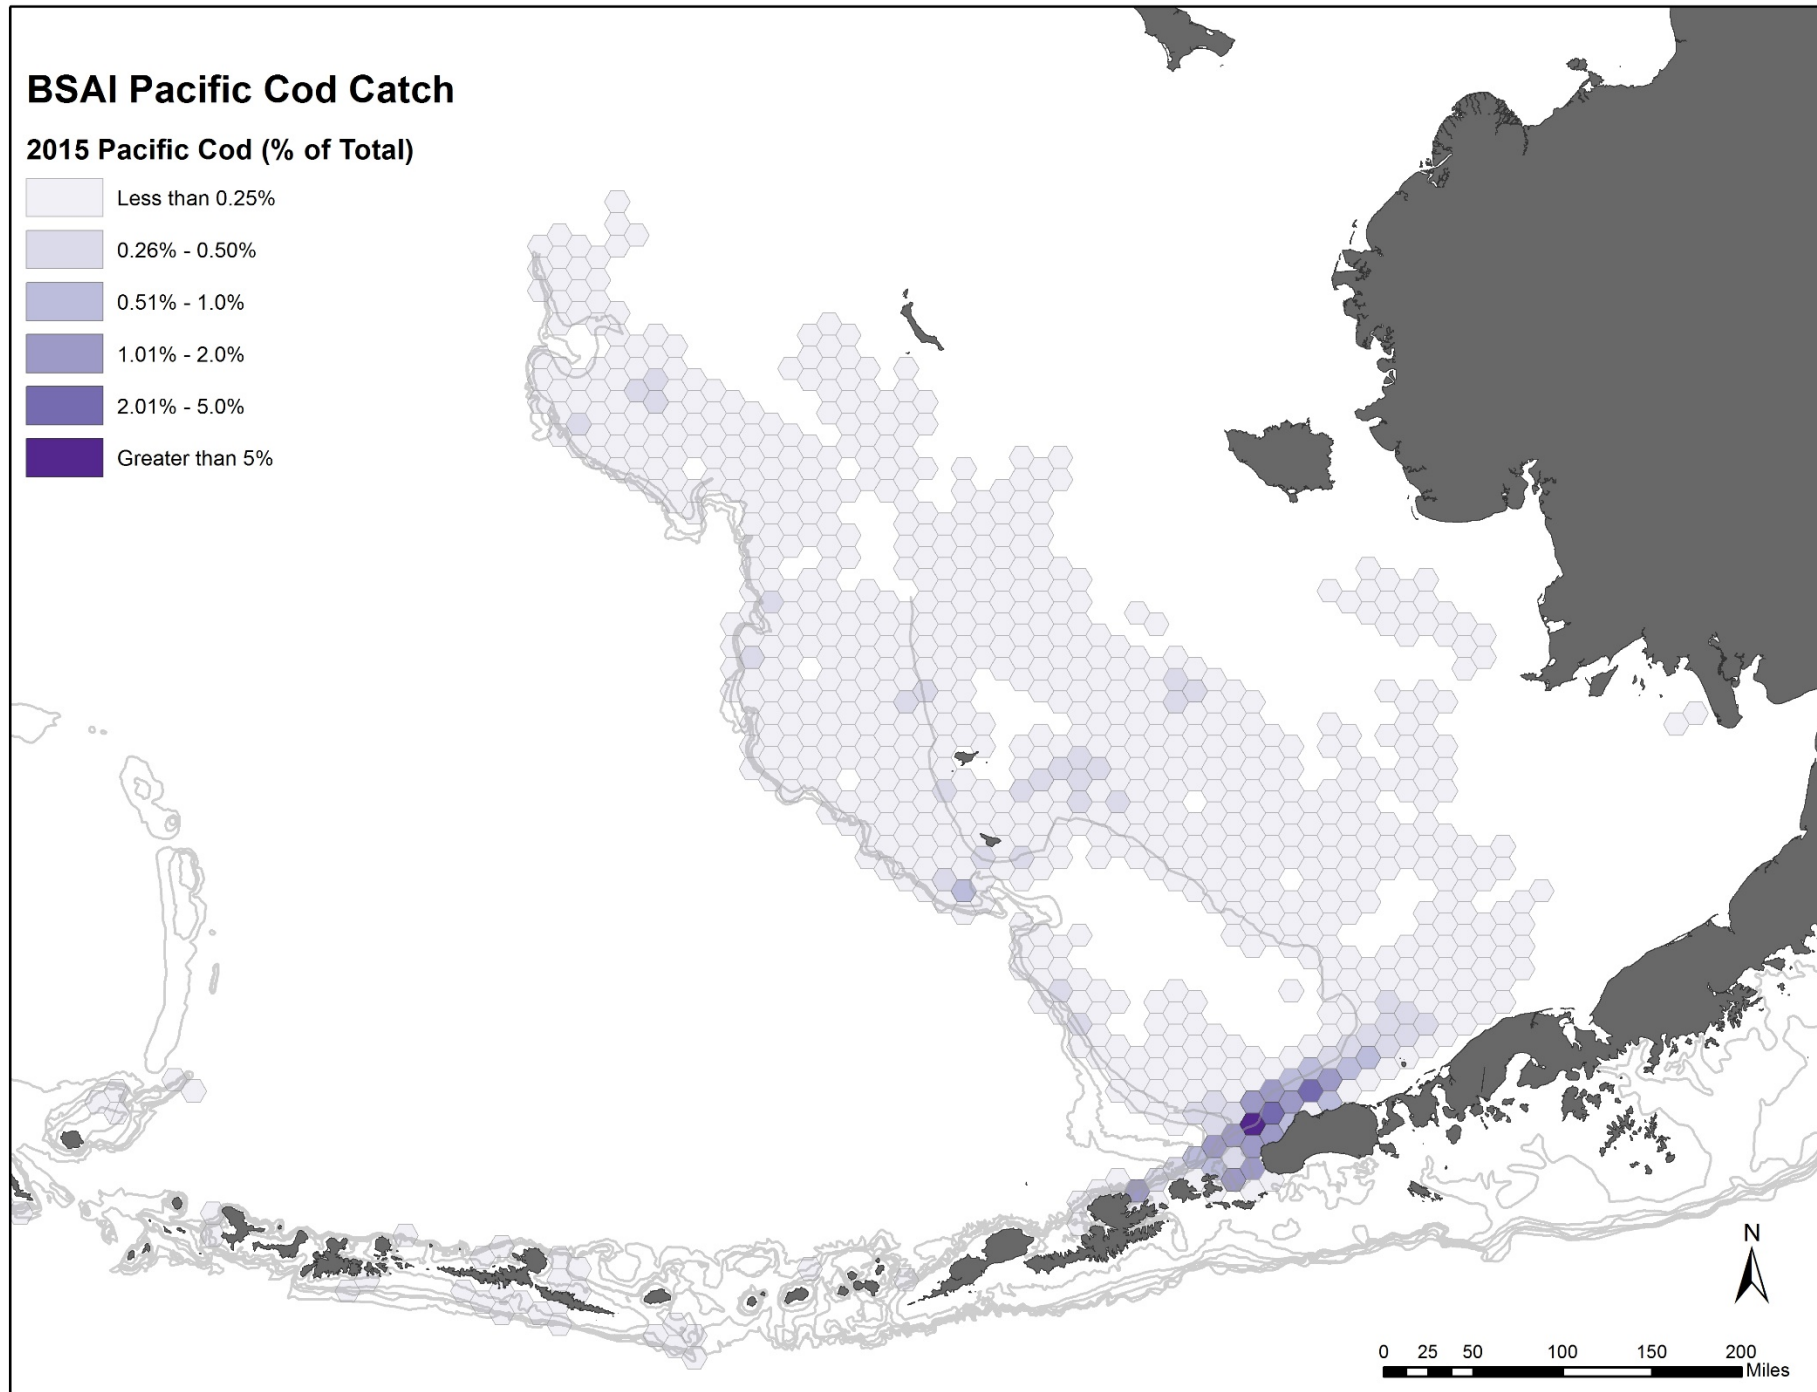 BSAI Pacific Cod Catch
2015 Pacific Cod (% of Total)
Less than 0.25%
0.26% - 0.50%
0.51% - 1.0%
1.01% - 2.0%
2.01% - 5.0%
Greater than 5%
N
0 25 50 100 150 200
Miles